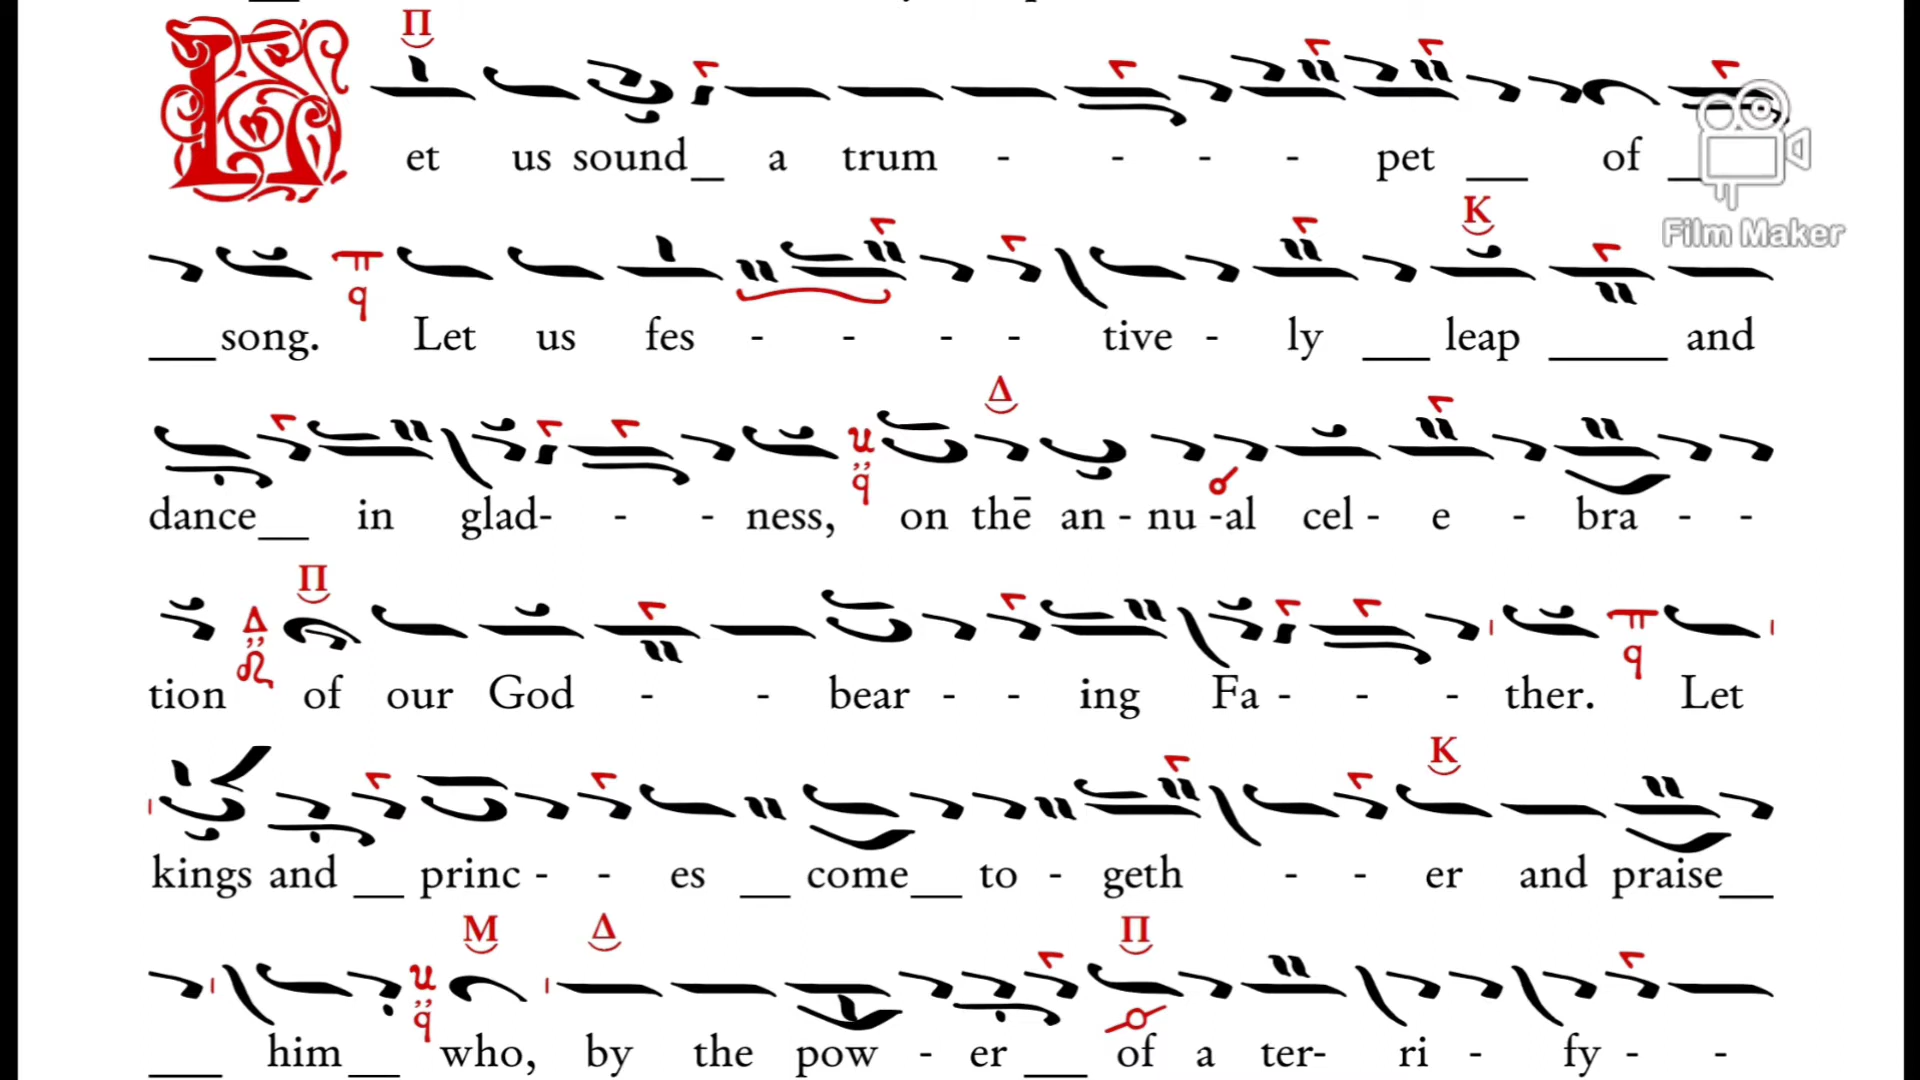 Π
Let us sound_ a trum - - - - pet __ of _
K
__song. Let us fes - - - - tive - ly __ leap ___ and
Δ
dance__ in glad- - - ness, on thē an - nu -al cel - e - bra - -
Π
tion of our God - - bear - - ing Fa - - - ther. Let
K
kings and __ princ - - es __ come__ to - geth - - er and praise__
M Δ Π
__ him__ who, by the pow - er __ of a ter- ri - fy - -
Film Maker